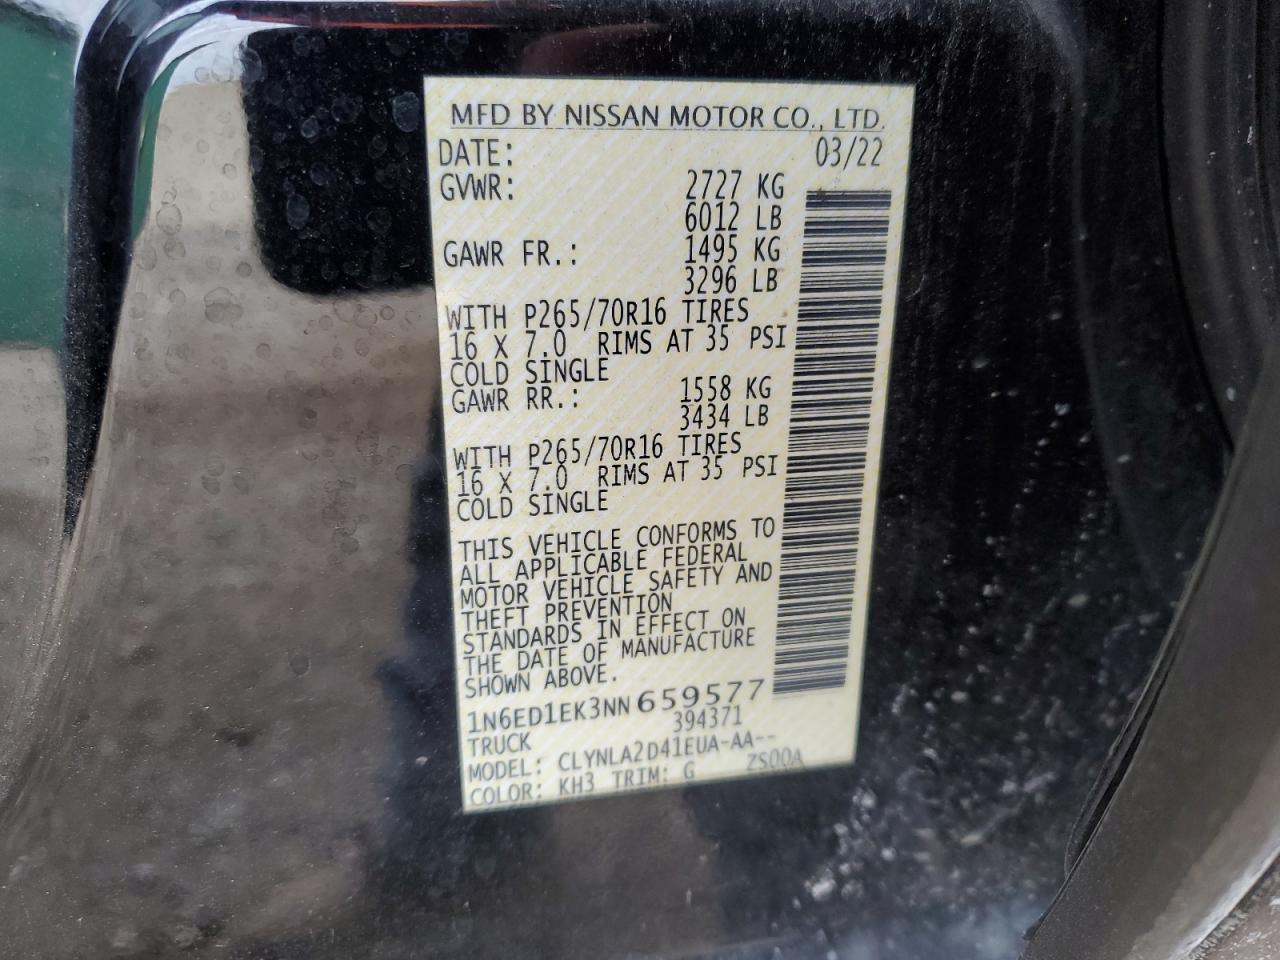 MFD BY NISSAN MOTOR CO., LTD.
DATE: 03/22
GVWR: 2727 KG
6012 LB
GAWR FR.: 1495 KG
3296 LB
WITH P265/70R16 TIRES
16 X 7.0 RIMS AT 35 PSI
COLD SINGLE
GAWR RR.: 1558 KG
3434 LB
WITH P265/70R16 TIRES
16 X 7.0 RIMS AT 35 PSI
COLD SINGLE
THIS VEHICLE CONFORMS TO
ALL APPLICABLE FEDERAL
MOTOR VEHICLE SAFETY AND
THEFT PREVENTION
STANDARDS IN EFFECT ON
THE DATE OF MANUFACTURE
SHOWN ABOVE.
1N6ED1EK3NN659577
TRUCK 394371
MODEL: CLYNLA2D41EUA-AA--
COLOR: KH3 TRIM: G ZS00A